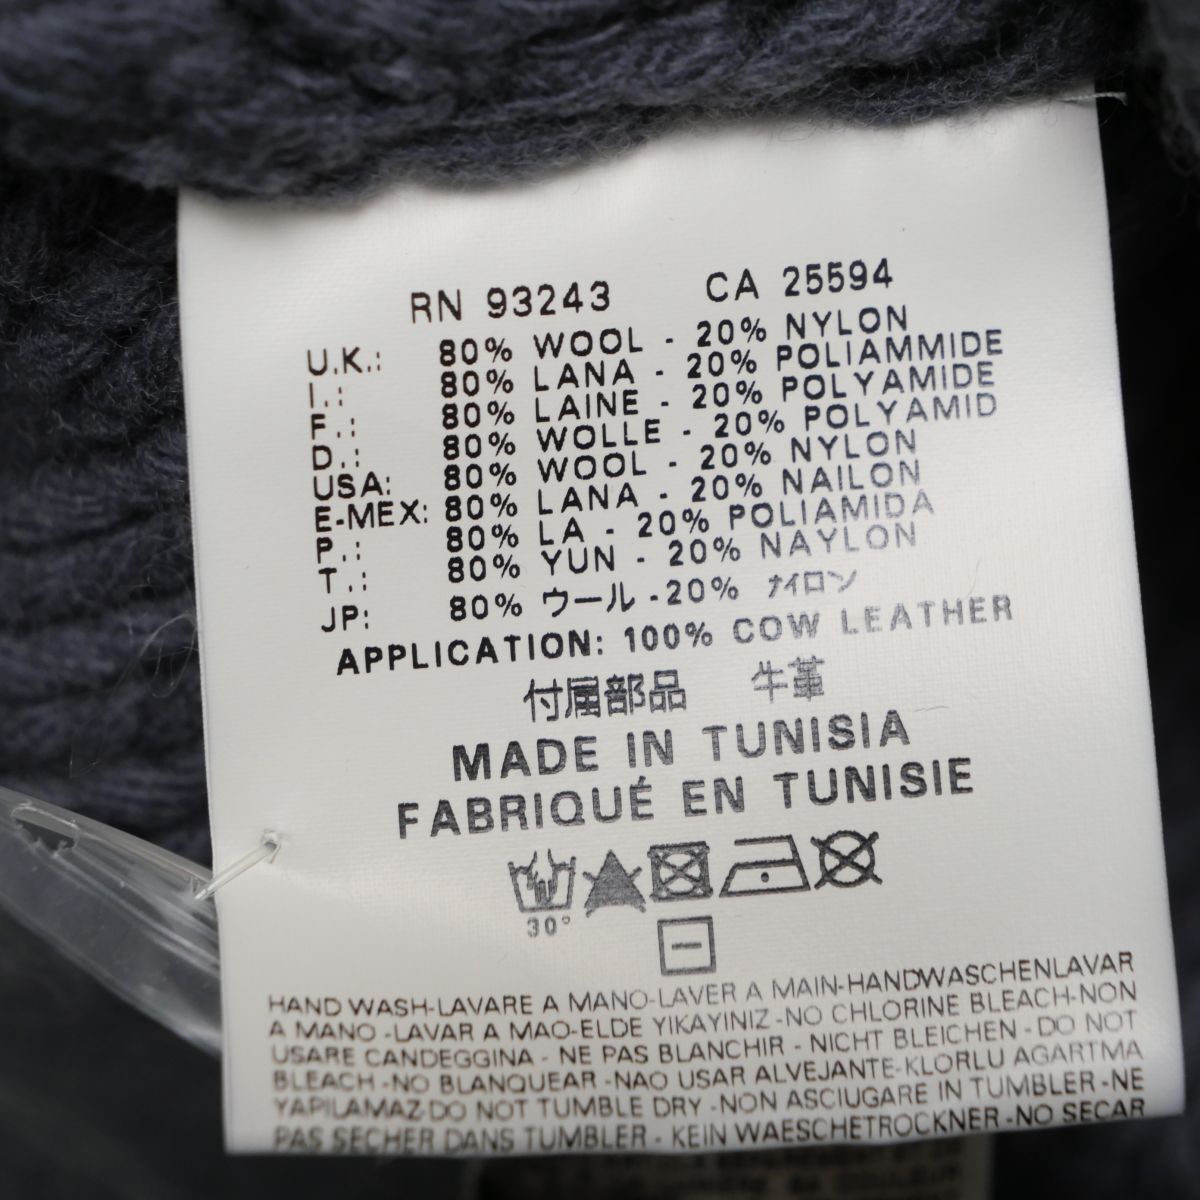 RN 93243 CA 25594
U.K.: 80% WOOL - 20% NYLON
I.: 80% LANA - 20% POLIAMMIDE
F.: 80% LAINE - 20% POLYAMIDE
D.: 80% WOLLE - 20% POLYAMID
USA: 80% WOOL - 20% NYLON
E-MEX: 80% LANA - 20% NAILON
P.: 80% LA - 20% POLIAMIDA
T.: 80% YUN - 20% NAYLON
JP: 80% ウール - 20% ナイロン
APPLICATION: 100% COW LEATHER
付属部品 牛革
MADE IN TUNISIA
FABRIQUÉ EN TUNISIE
30°
HAND WASH-LAVARE A MANO-LAVER A MAIN-HANDWASCHENLAVAR
A MANO -LAVAR A MAO-ELDE YIKAYINIZ -NO CHLORINE BLEACH-NON
USARE CANDEGGINA - NE PAS BLANCHIR - NICHT BLEICHEN - DO NOT
BLEACH -NO BLANQUEAR -NAO USAR ALVEJANTE- KLORLU AGARTMA
YAPILAMAZ-DO NOT TUMBLE DRY -NON ASCIUGARE IN TUMBLER -NE
PAS SECHER DANS TUMBLER - KEIN WAESCHETROCKNER -NO SECAR